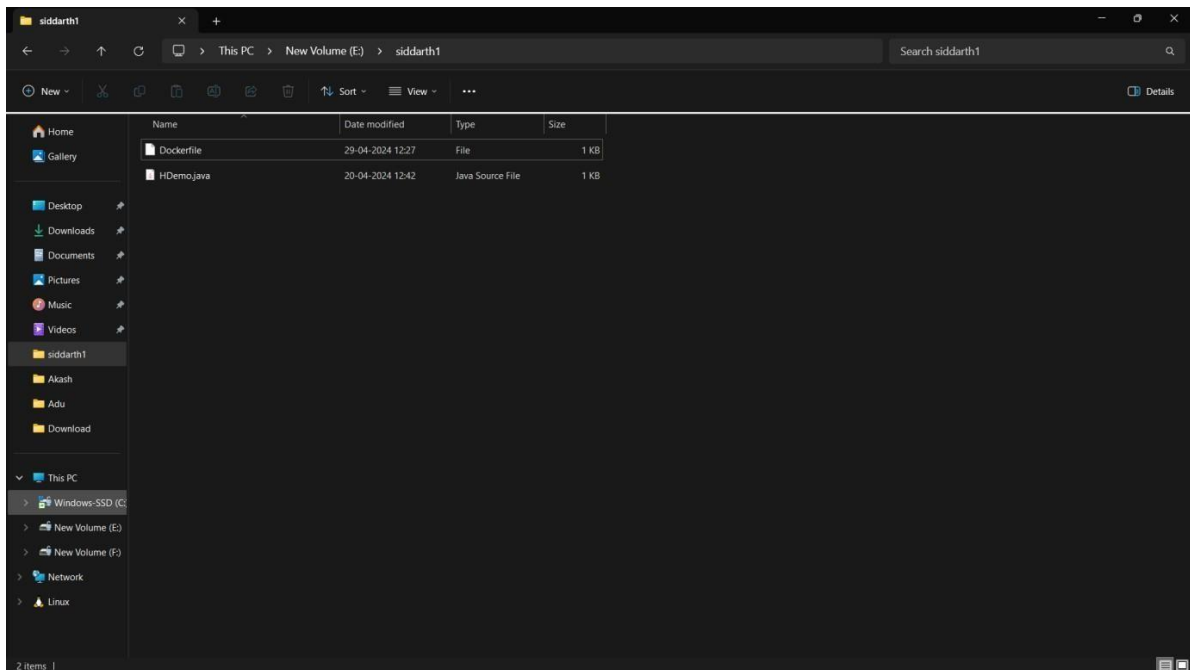 siddarth1
This PC > New Volume (E:) > siddarth1
Search siddarth1
New
Sort
View
Details
Home
Gallery
Desktop
Downloads
Documents
Pictures
Music
Videos
siddarth1
Akash
Adu
Download
This PC
Windows-SSD (C:
New Volume (E:)
New Volume (F:)
Network
Linux
Name Date modified Type Size
Dockerfile 29-04-2024 12:27 File 1 KB
HDemo.java 20-04-2024 12:42 Java Source File 1 KB
2 items